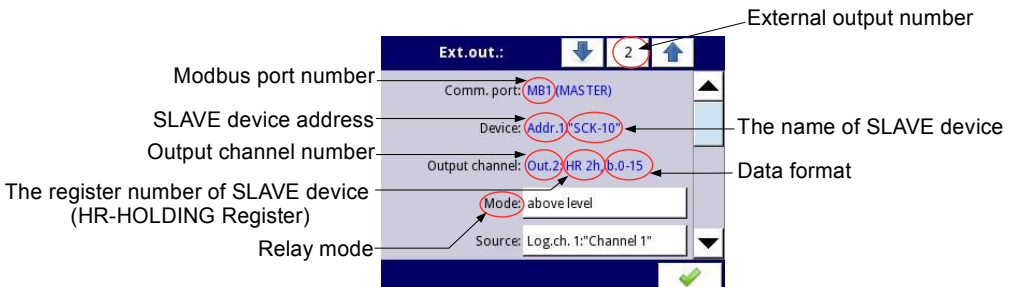 External output number
Ext.out.: 2
Modbus port number
Comm. port: MB1 (MASTER)
SLAVE device address
Device: Addr.1:"SCK-10"
The name of SLAVE device
Output channel number
Output channel: Out.2: HR 2h, b.0-15
Data format
The register number of SLAVE device
(HR-HOLDING Register)
Mode: above level
Relay mode
Source: Log.ch. 1:"Channel 1"